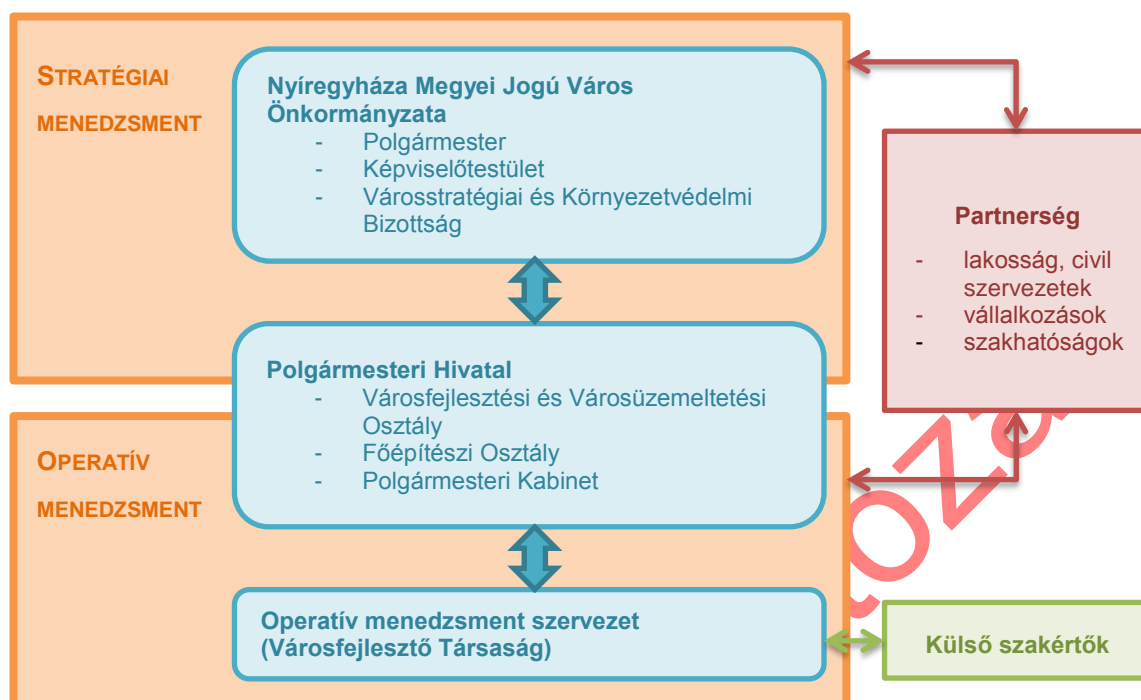 STRATÉGIAI
MENEDZSMENT
Nyíregyháza Megyei Jogú Város
Önkormányzata
- Polgármester
- Képviselőtestület
- Városstratégiai és Környezetvédelmi
Bizottság
Polgármesteri Hivatal
- Városfejlesztési és Városüzemeltetési
Osztály
- Főépítészi Osztály
- Polgármesteri Kabinet
OPERATÍV
MENEDZSMENT
Operatív menedzsment szervezet
(Városfejlesztő Társaság)
Partnerség
- lakosság, civil
szervezetek
- vállalkozások
- szakhatóságok
Külső szakértők